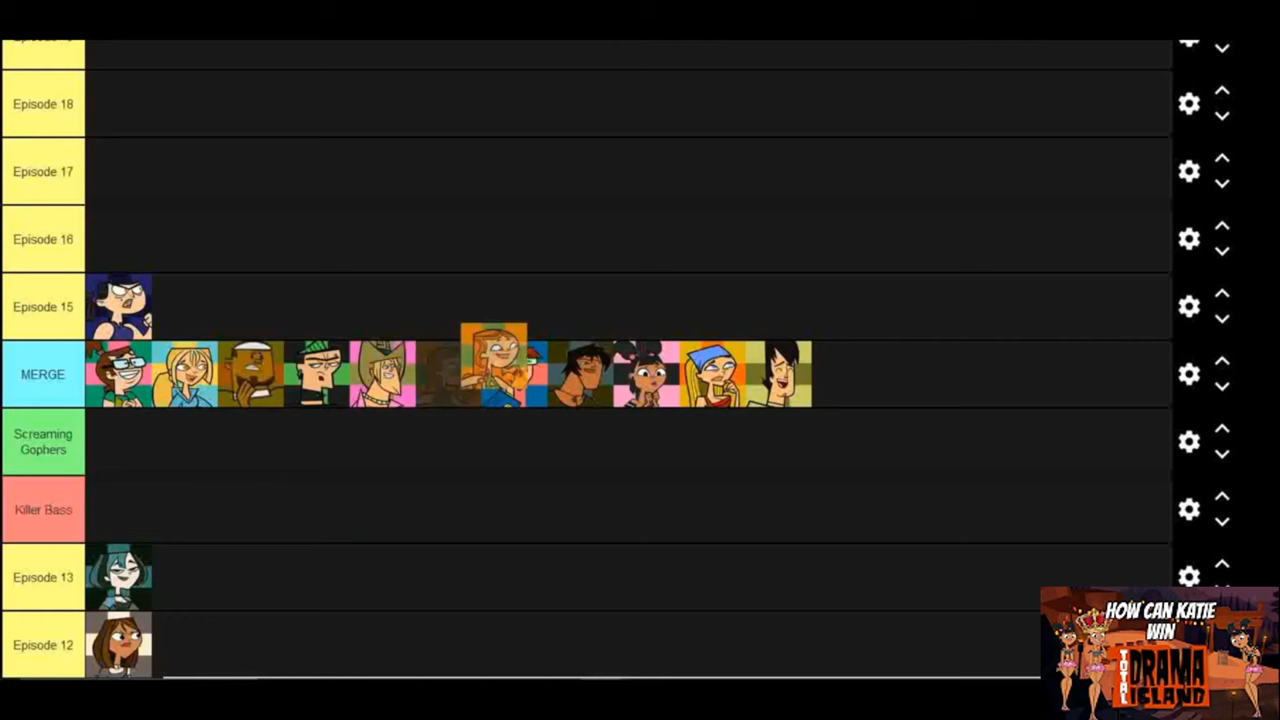 Episode 18
Episode 17
Episode 16
Episode 15
MERGE
Screaming
Gophers
Killer Bass
Episode 13
Episode 12
HOW CAN KATIE
WIN
TOTAL
DRAMA
ISLAND